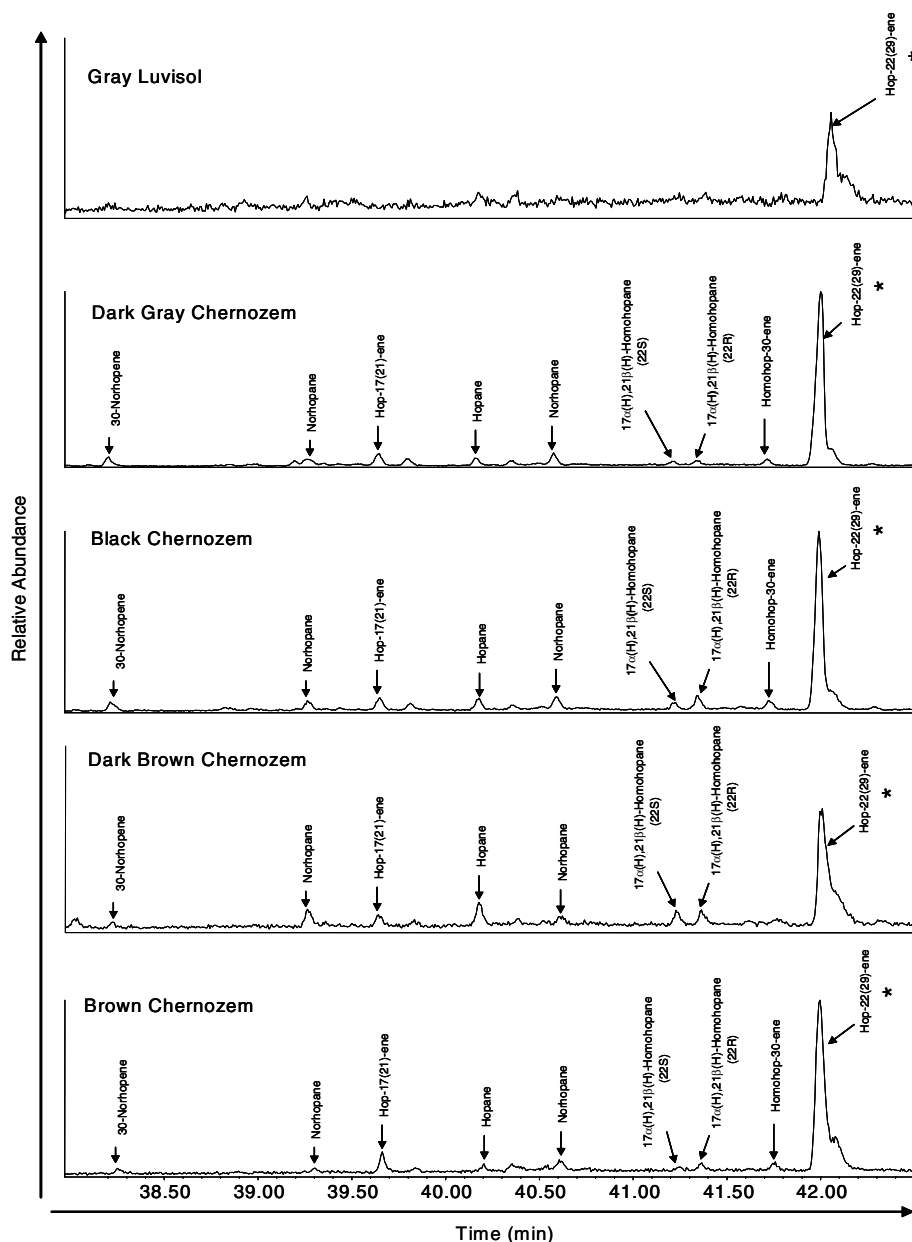 Relative Abundance
Gray Luvisol
Hop-22(29)-ene
*
Dark Gray Chernozem
30-Norhopene
Norhopane
Hop-17(21)-ene
Hopane
Norhopane
17α(H),21β(H)-Homohopane
(22S)
17α(H),21β(H)-Homohopane
(22R)
Homohop-30-ene
Hop-22(29)-ene
*
Black Chernozem
30-Norhopene
Norhopane
Hop-17(21)-ene
Hopane
Norhopane
17α(H),21β(H)-Homohopane
(22S)
17α(H),21β(H)-Homohopane
(22R)
Homohop-30-ene
Hop-22(29)-ene
*
Dark Brown Chernozem
30-Norhopene
Norhopane
Hop-17(21)-ene
Hopane
Norhopane
17α(H),21β(H)-Homohopane
(22S)
17α(H),21β(H)-Homohopane
(22R)
Hop-22(29)-ene
*
Brown Chernozem
30-Norhopene
Norhopane
Hop-17(21)-ene
Hopane
Norhopane
17α(H),21β(H)-Homohopane
(22S)
17α(H),21β(H)-Homohopane
(22R)
Homohop-30-ene
Hop-22(29)-ene
*
38.50 39.00 39.50 40.00 40.50 41.00 41.50 42.00
Time (min)